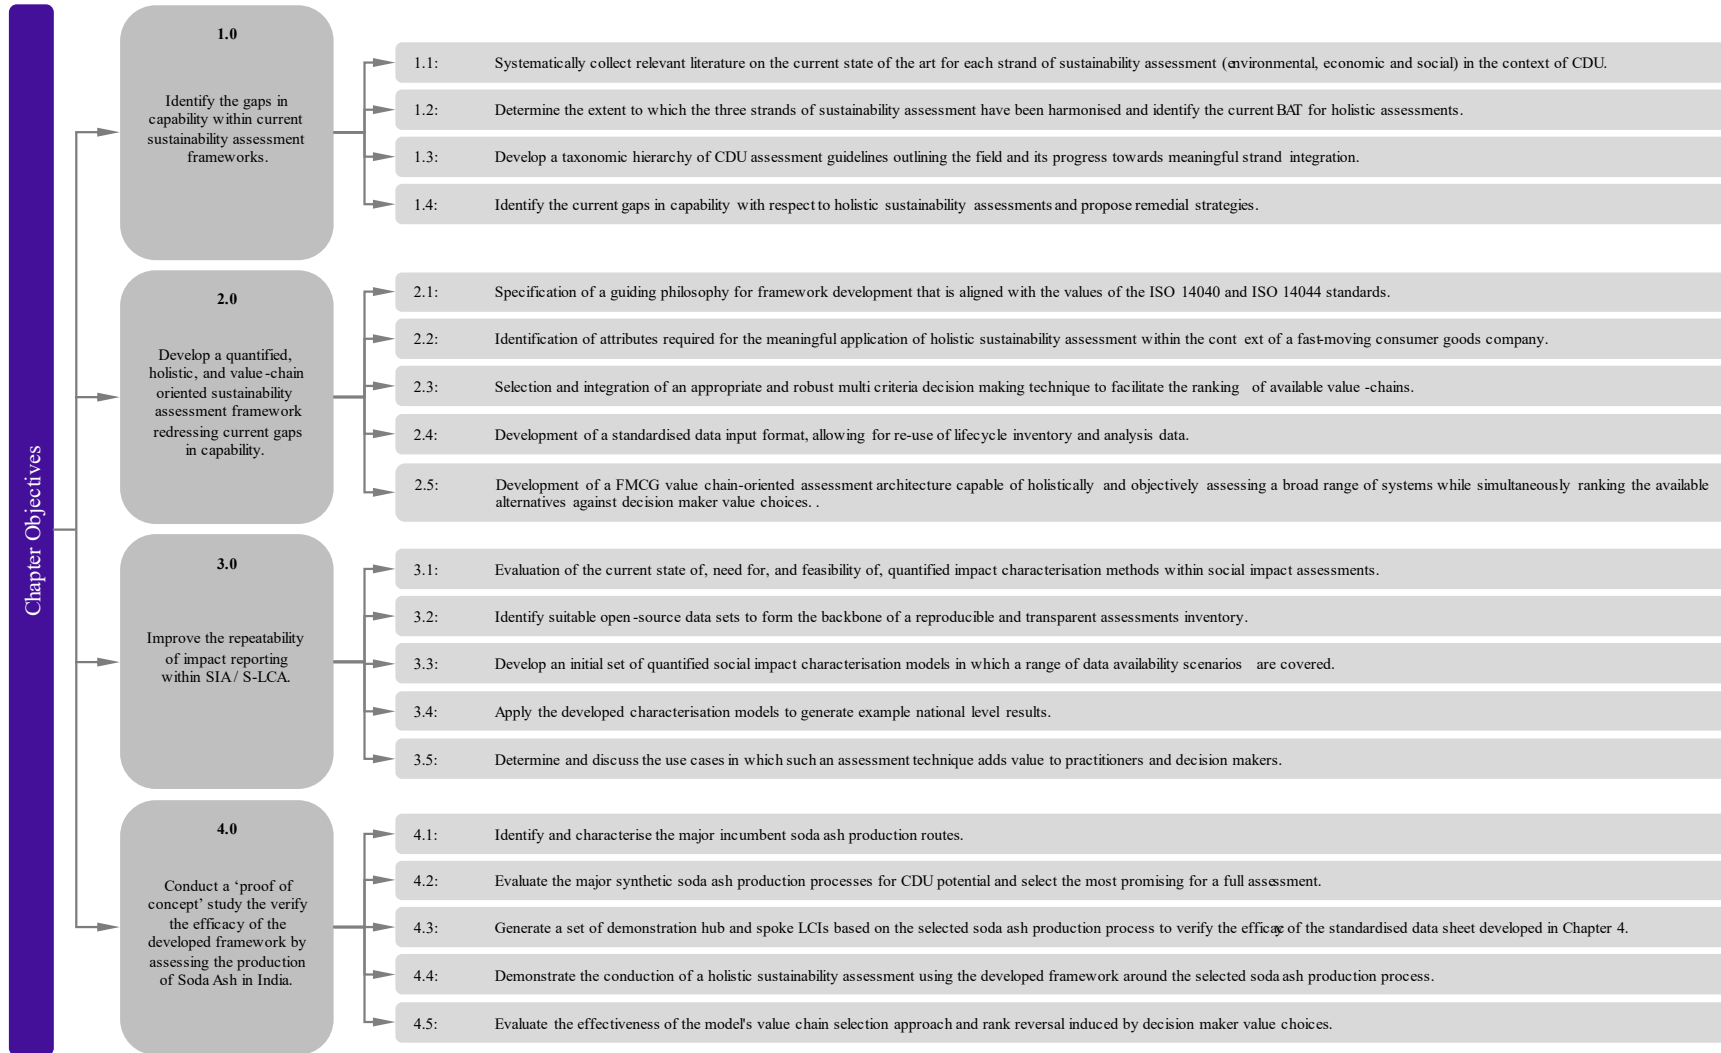 Chapter Objectives
1.0
Identify the gaps in
capability within current
sustainability assessment
frameworks.
1.1: Systematically collect relevant literature on the current state of the art for each strand of sustainability assessment (environmental, economic and social) in the context of CDU.
1.2: Determine the extent to which the three strands of sustainability assessment have been harmonised and identify the current BAT for holistic assessments.
1.3: Develop a taxonomic hierarchy of CDU assessment guidelines outlining the field and its progress towards meaningful strand integration.
1.4: Identify the current gaps in capability with respect to holistic sustainability assessments and propose remedial strategies.
2.0
Develop a quantified,
holistic, and value-chain
oriented sustainability
assessment framework
redressing current gaps
in capability.
2.1: Specification of a guiding philosophy for framework development that is aligned with the values of the ISO 14040 and ISO 14044 standards.
2.2: Identification of attributes required for the meaningful application of holistic sustainability assessment within the cont ext of a fast-moving consumer goods company.
2.3: Selection and integration of an appropriate and robust multi criteria decision making technique to facilitate the ranking of available value -chains.
2.4: Development of a standardised data input format, allowing for re-use of lifecycle inventory and analysis data.
2.5: Development of a FMCG value chain-oriented assessment architecture capable of holistically and objectively assessing a broad range of systems while simultaneously ranking the available
alternatives against decision maker value choices. .
3.0
Improve the repeatability
of impact reporting
within SIA / S-LCA.
3.1: Evaluation of the current state of, need for, and feasibility of, quantified impact characterisation methods within social impact assessments.
3.2: Identify suitable open-source data sets to form the backbone of a reproducible and transparent assessments inventory.
3.3: Develop an initial set of quantified social impact characterisation models in which a range of data availability scenarios are covered.
3.4: Apply the developed characterisation models to generate example national level results.
3.5: Determine and discuss the use cases in which such an assessment technique adds value to practitioners and decision makers.
4.0
Conduct a ‘proof of
concept’ study the verify
the efficacy of the
developed framework by
assessing the production
of Soda Ash in India.
4.1: Identify and characterise the major incumbent soda ash production routes.
4.2: Evaluate the major synthetic soda ash production processes for CDU potential and select the most promising for a full assessment.
4.3: Generate a set of demonstration hub and spoke LCIs based on the selected soda ash production process to verify the efficacy of the standardised data sheet developed in Chapter 4.
4.4: Demonstrate the conduction of a holistic sustainability assessment using the developed framework around the selected soda ash production process.
4.5: Evaluate the effectiveness of the model's value chain selection approach and rank reversal induced by decision maker value choices.